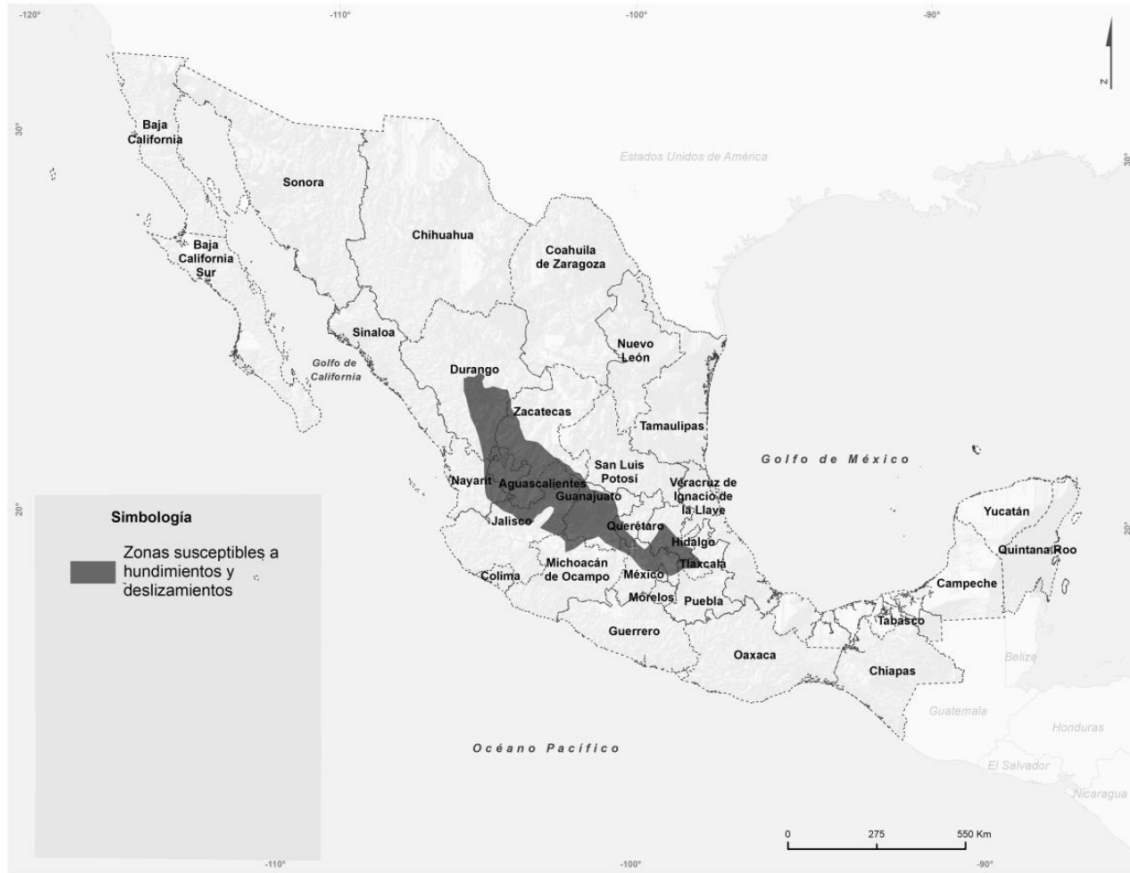 -120°
-110°
-100°
-90°
30°
30°
20°
20°
N
Estados Unidos de América
Baja
California
Sonora
Chihuahua
Coahuila
de Zaragoza
Baja
California
Sur
Sinaloa
Nuevo
León
Golfo de
California
Durango
Zacatecas
Tamaulipas
Golfo de México
San Luis
Potosí
Nayarit
Aguascalientes
Guanajuato
Veracruz de
Ignacio de
la Llave
Yucatán
Jalisco
Querétaro
Hidalgo
Quintana Roo
Michoacán
de Ocampo
Tlaxcala
México
Colima
Campeche
Morelos
Puebla
Tabasco
Guerrero
Oaxaca
Chiapas
Belize
Guatemala
Honduras
El Salvador
Nicaragua
Océano Pacífico
Simbología
Zonas susceptibles a
hundimientos y
deslizamientos
0 275 550 Km
-110°
-100°
-90°